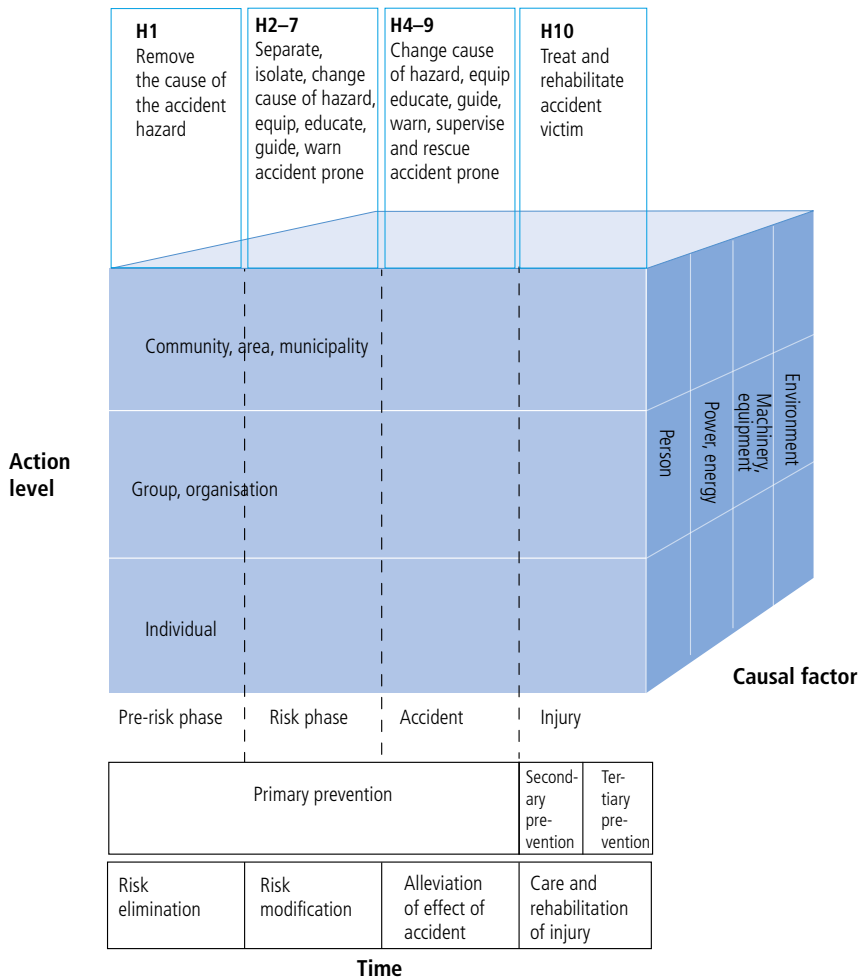 H1
Remove
the cause of
the accident
hazard
H2–7
Separate,
isolate, change
cause of hazard,
equip, educate,
guide, warn
accident prone
H4–9
Change cause
of hazard, equip
educate, guide,
warn, supervise
and rescue
accident prone
H10
Treat and
rehabilitate
accident
victim
Community, area, municipality
Action
level
Group, organisation
Individual
Person
Power, energy
Machinery,
equipment
Environment
Causal factor
Pre-risk phase
Risk phase
Accident
Injury
Primary prevention
Second-
ary
pre-
vention
Ter-
tiary
pre-
vention
Risk
elimination
Risk
modification
Alleviation
of effect of
accident
Care and
rehabilitation
of injury
Time